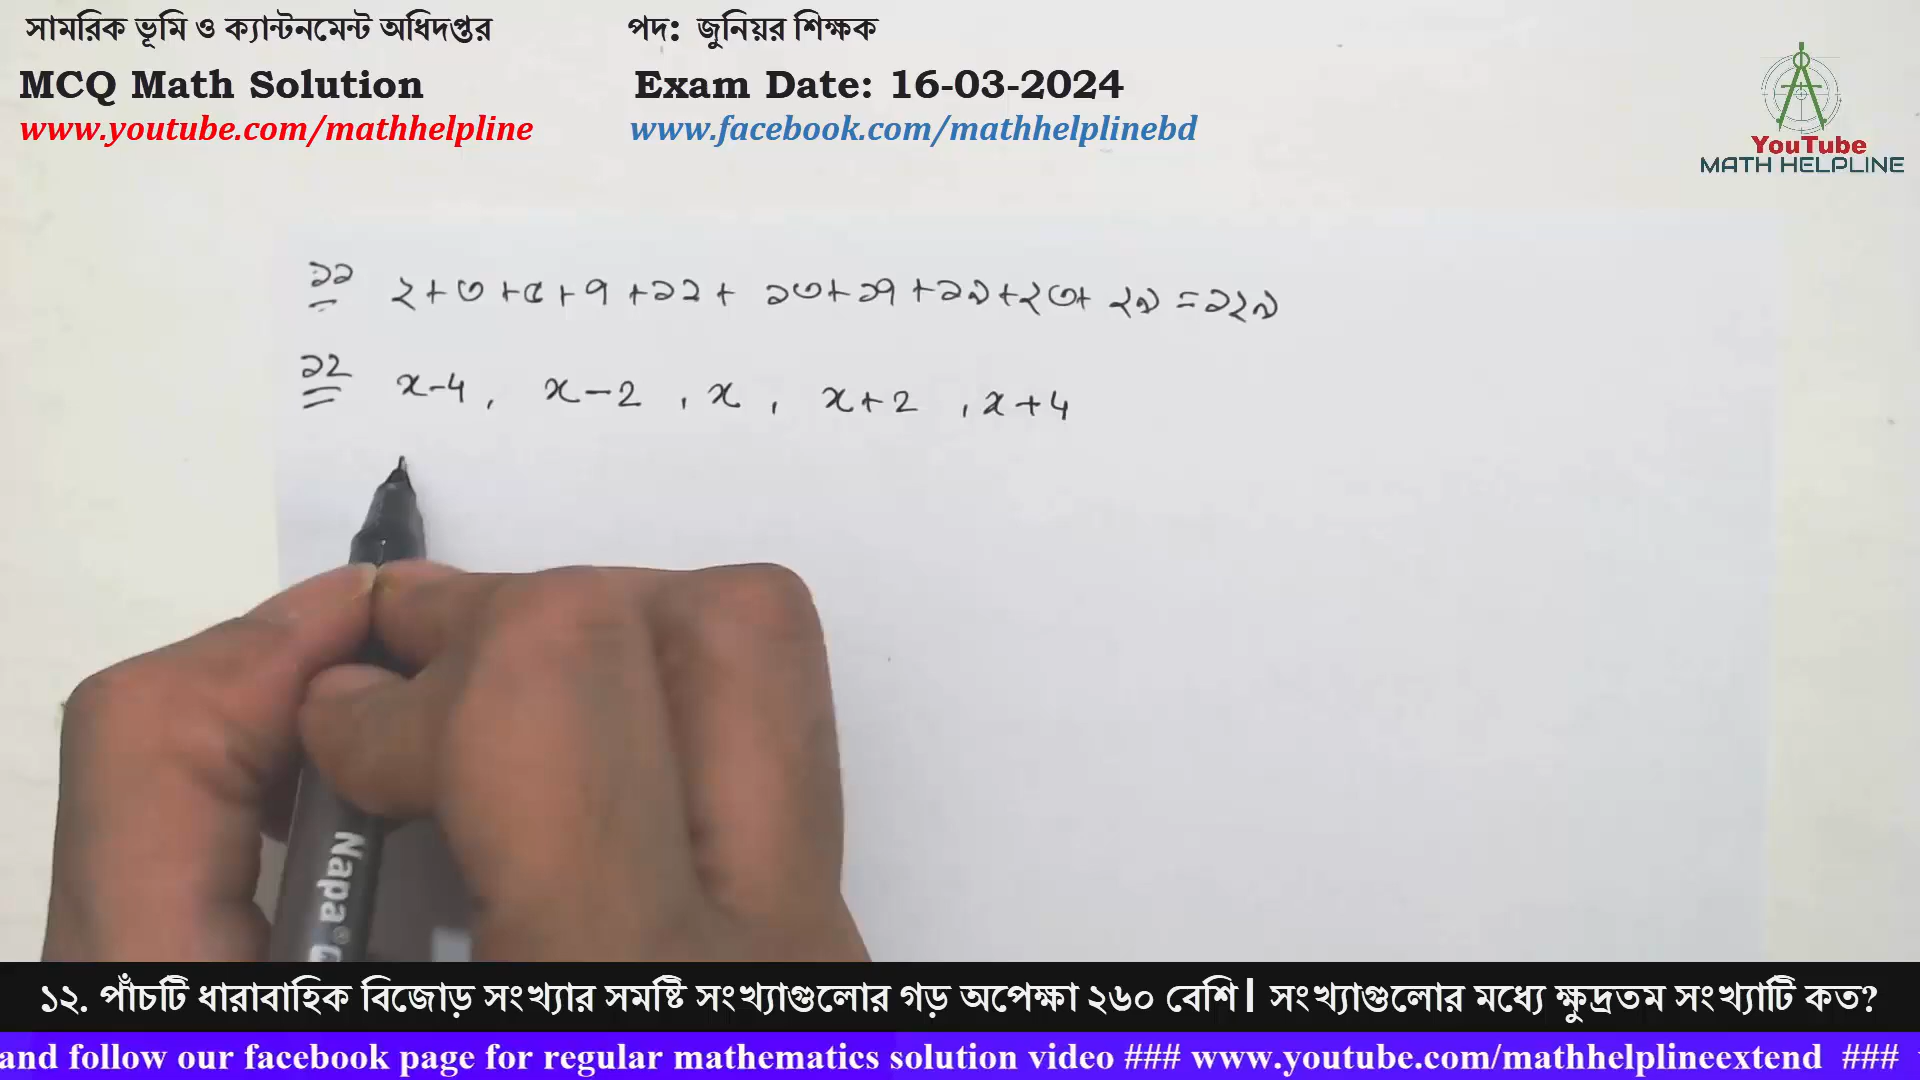 সামরিক ভূমি ও ক্যান্টনমেন্ট অধিদপ্তর
পদ: জুনিয়র শিক্ষক
MCQ Math Solution
Exam Date: 16-03-2024
www.youtube.com/mathhelpline
www.facebook.com/mathhelplinebd
YouTube
MATH HELPLINE
১১ ২+৩+৫+৭+১১+ ১৩+১৭+১৯+২৩+২৯ =১২৯
১২ x-4, x-2, x, x+2, x+4
Napa®
১২. পাঁচটি ধারাবাহিক বিজোড় সংখ্যার সমষ্টি সংখ্যাগুলোর গড় অপেক্ষা ২৬০ বেশি। সংখ্যাগুলোর মধ্যে ক্ষুদ্রতম সংখ্যাটি কত?
and follow our facebook page for regular mathematics solution video ### www.youtube.com/mathhelplineextend ###